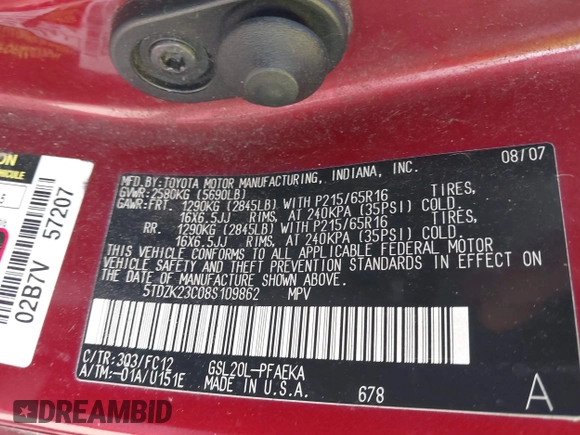 08/07
MFD.BY:TOYOTA MOTOR MANUFACTURING, INDIANA, INC.
GVWR:2580KG (5690LB)
GAWR:FRT. 1290KG (2845LB) WITH P215/65R16 TIRES,
16X6.5JJ RIMS, AT 240KPA (35PSI) COLD.
RR. 1290KG (2845LB) WITH P215/65R16 TIRES,
16X6.5JJ RIMS, AT 240KPA (35PSI) COLD.
THIS VEHICLE CONFORMS TO ALL APPLICABLE FEDERAL MOTOR
VEHICLE SAFETY AND THEFT PREVENTION STANDARDS IN
EFFECT ON THE DATE OF MANUFACTURE SHOWN ABOVE.
5TDZK23C08S109862 MPV
C/TR:3Q3/FC12 GSL20L-PFAEKA
A/TM:-01A/U151E MADE IN U.S.A. 678 A
02B7V 57207
DREAMBID